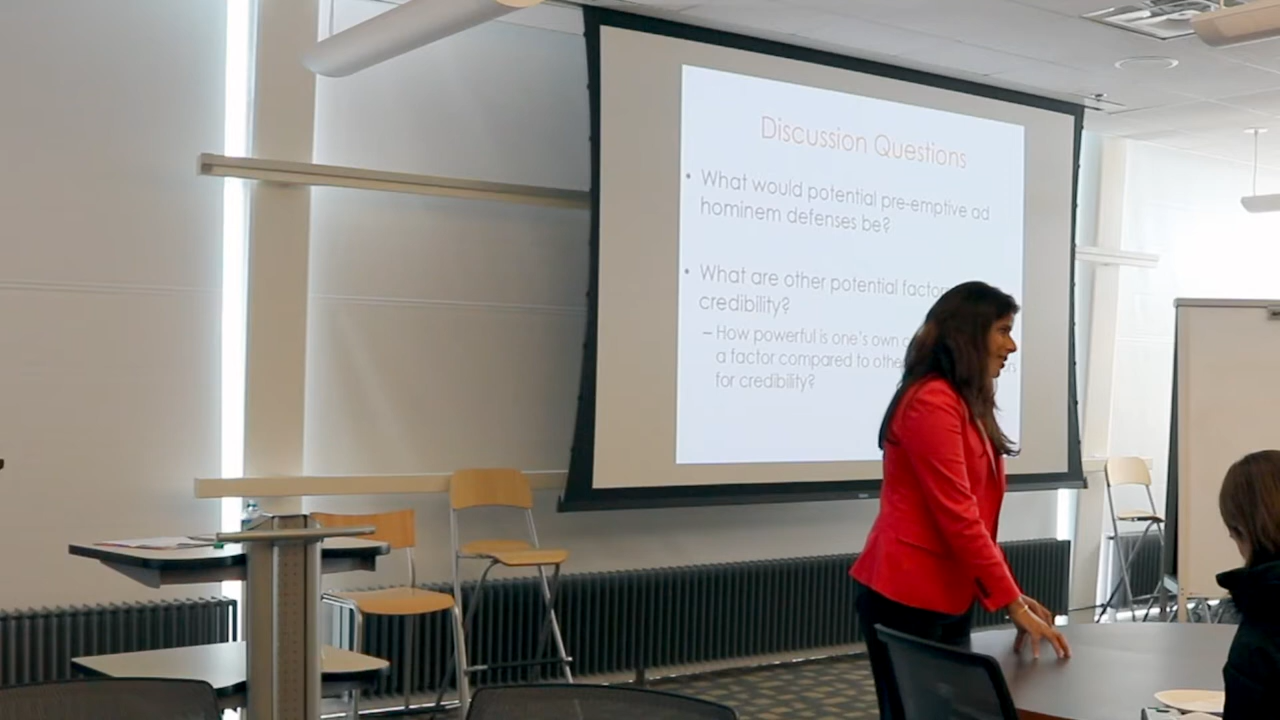 Discussion Questions
• What would potential pre-emptive ad
hominem defenses be?
• What are other potential factor
credibility?
– How powerful is one's own
a factor compared to othe
for credibility?